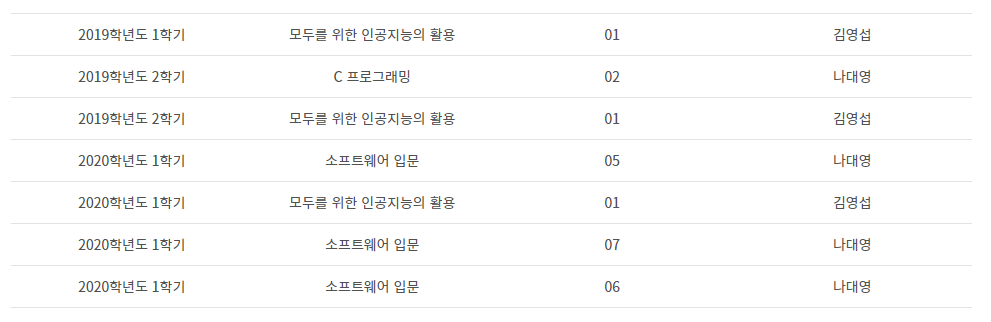 2019학년도 1학기 모두를 위한 인공지능의 활용 01 김영섭
2019학년도 2학기 C 프로그래밍 02 나대영
2019학년도 2학기 모두를 위한 인공지능의 활용 01 김영섭
2020학년도 1학기 소프트웨어 입문 05 나대영
2020학년도 1학기 모두를 위한 인공지능의 활용 01 김영섭
2020학년도 1학기 소프트웨어 입문 07 나대영
2020학년도 1학기 소프트웨어 입문 06 나대영